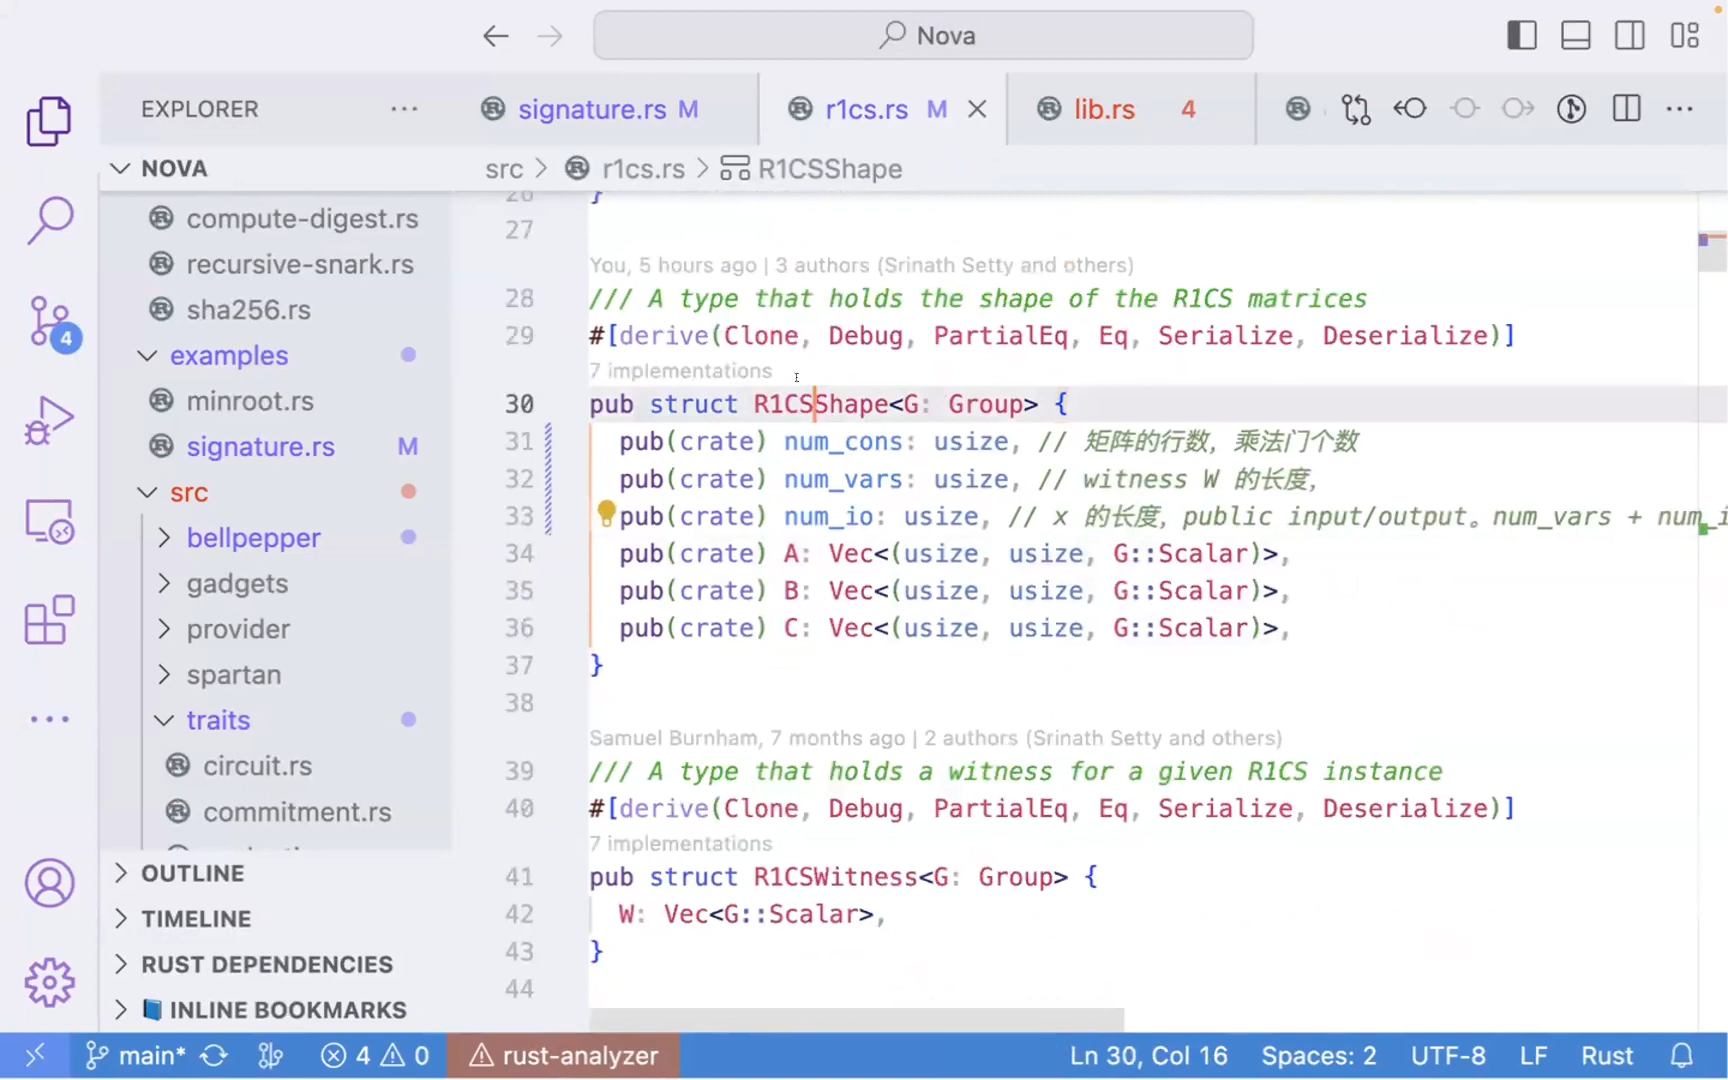 Nova
EXPLORER
signature.rs M
r1cs.rs M
lib.rs 4
NOVA
src > r1cs.rs > R1CSShape
compute-digest.rs
recursive-snark.rs
sha256.rs
examples
minroot.rs
signature.rs M
src
bellpepper
gadgets
provider
spartan
traits
circuit.rs
commitment.rs
OUTLINE
TIMELINE
RUST DEPENDENCIES
INLINE BOOKMARKS
4
26 }
27
You, 5 hours ago | 3 authors (Srinath Setty and others)
28 /// A type that holds the shape of the R1CS matrices
29 #[derive(Clone, Debug, PartialEq, Eq, Serialize, Deserialize)]
7 implementations
30 pub struct R1CSShape<G: Group> {
31 pub(crate) num_cons: usize, // 矩阵的行数，乘法门个数
32 pub(crate) num_vars: usize, // witness W 的长度，
33 pub(crate) num_io: usize, // x 的长度，public input/output。num_vars + num_i
34 pub(crate) A: Vec<(usize, usize, G::Scalar)>,
35 pub(crate) B: Vec<(usize, usize, G::Scalar)>,
36 pub(crate) C: Vec<(usize, usize, G::Scalar)>,
37 }
38
Samuel Burnham, 7 months ago | 2 authors (Srinath Setty and others)
39 /// A type that holds a witness for a given R1CS instance
40 #[derive(Clone, Debug, PartialEq, Eq, Serialize, Deserialize)]
7 implementations
41 pub struct R1CSWitness<G: Group> {
42 W: Vec<G::Scalar>,
43 }
44
main* 4 0 rust-analyzer Ln 30, Col 16 Spaces: 2 UTF-8 LF Rust